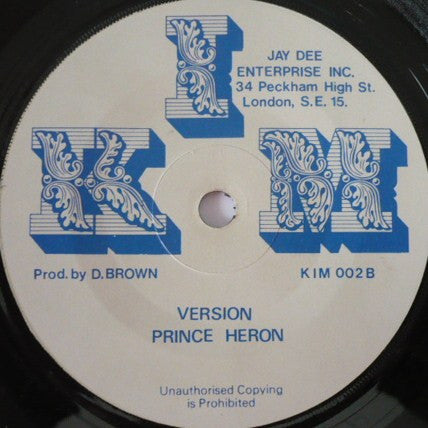 KIM
JAY DEE
ENTERPRISE INC.
34 Peckham High St.
London, S.E. 15.
Prod. by D. BROWN
KIM 002B
VERSION
PRINCE HERON
Unauthorised Copying
is Prohibited